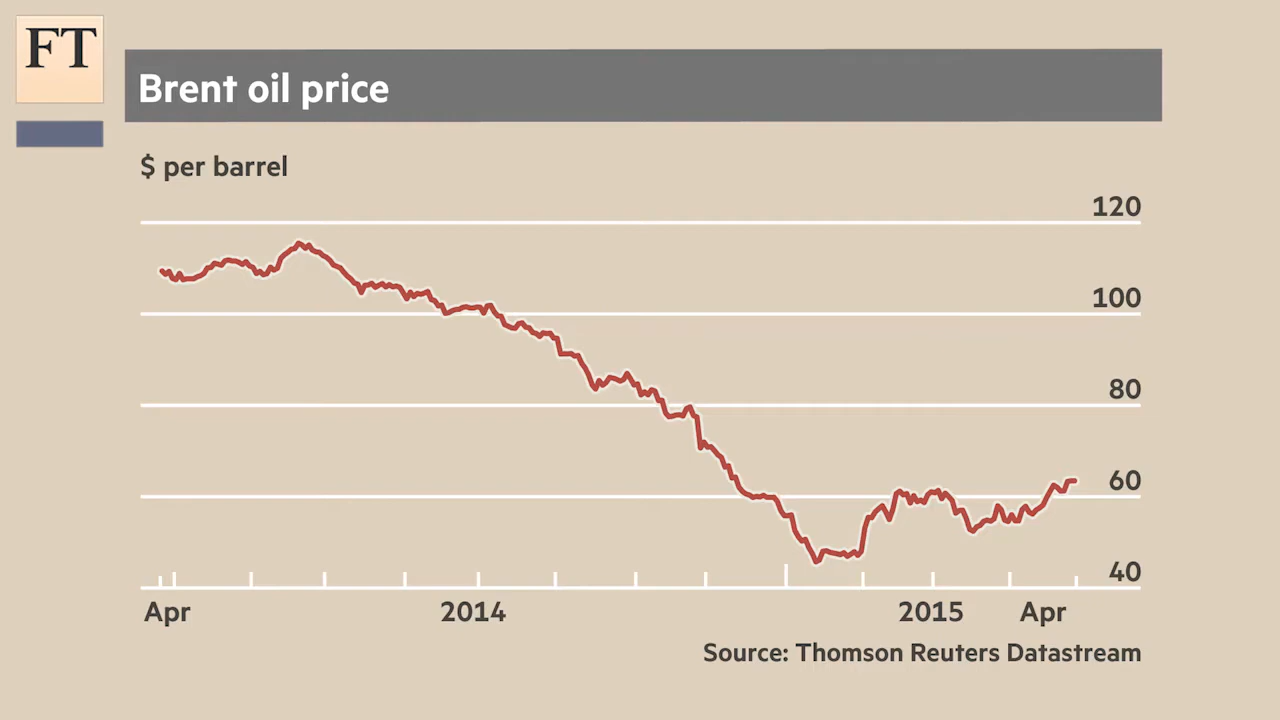 FT
Brent oil price
$ per barrel
120
100
80
60
40
Apr 2014 2015 Apr
Source: Thomson Reuters Datastream